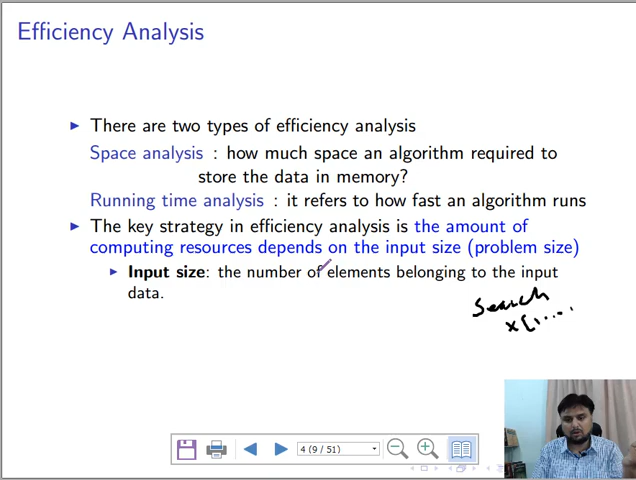 Efficiency Analysis
▶ There are two types of efficiency analysis
Space analysis : how much space an algorithm required to
store the data in memory?
Running time analysis : it refers to how fast an algorithm runs
▶ The key strategy in efficiency analysis is the amount of
computing resources depends on the input size (problem size)
▶ Input size: the number of elements belonging to the input
data.
Search
x[1....
4 (9 / 51)